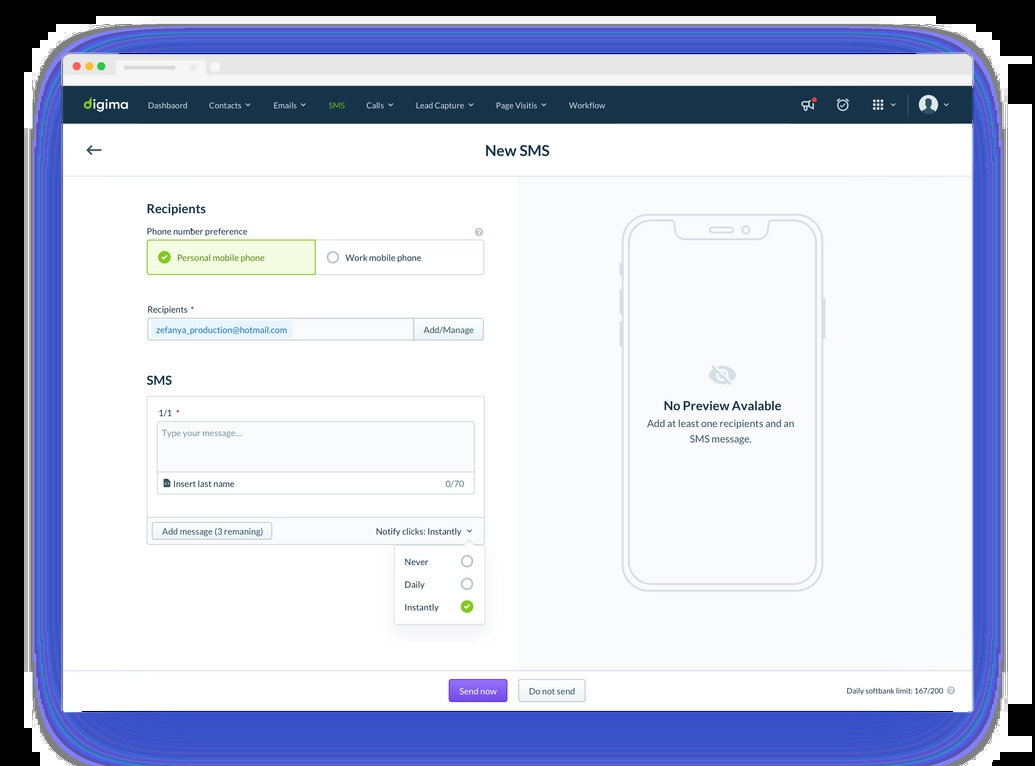 digima Dashbaord Contacts Emails SMS Calls Lead Capture Page Visitis Workflow
New SMS
Recipients
Phone number preference
Personal mobile phone Work mobile phone
Recipients *
zefanya_production@hotmail.com Add/Manage
SMS
1/1 *
Type your message...
Insert last name 0/70
Add message (3 remaning) Notify clicks: Instantly
Never
Daily
Instantly
No Preview Avalable
Add at least one recipients and an
SMS message.
Send now Do not send Daily softbank limit: 167/200